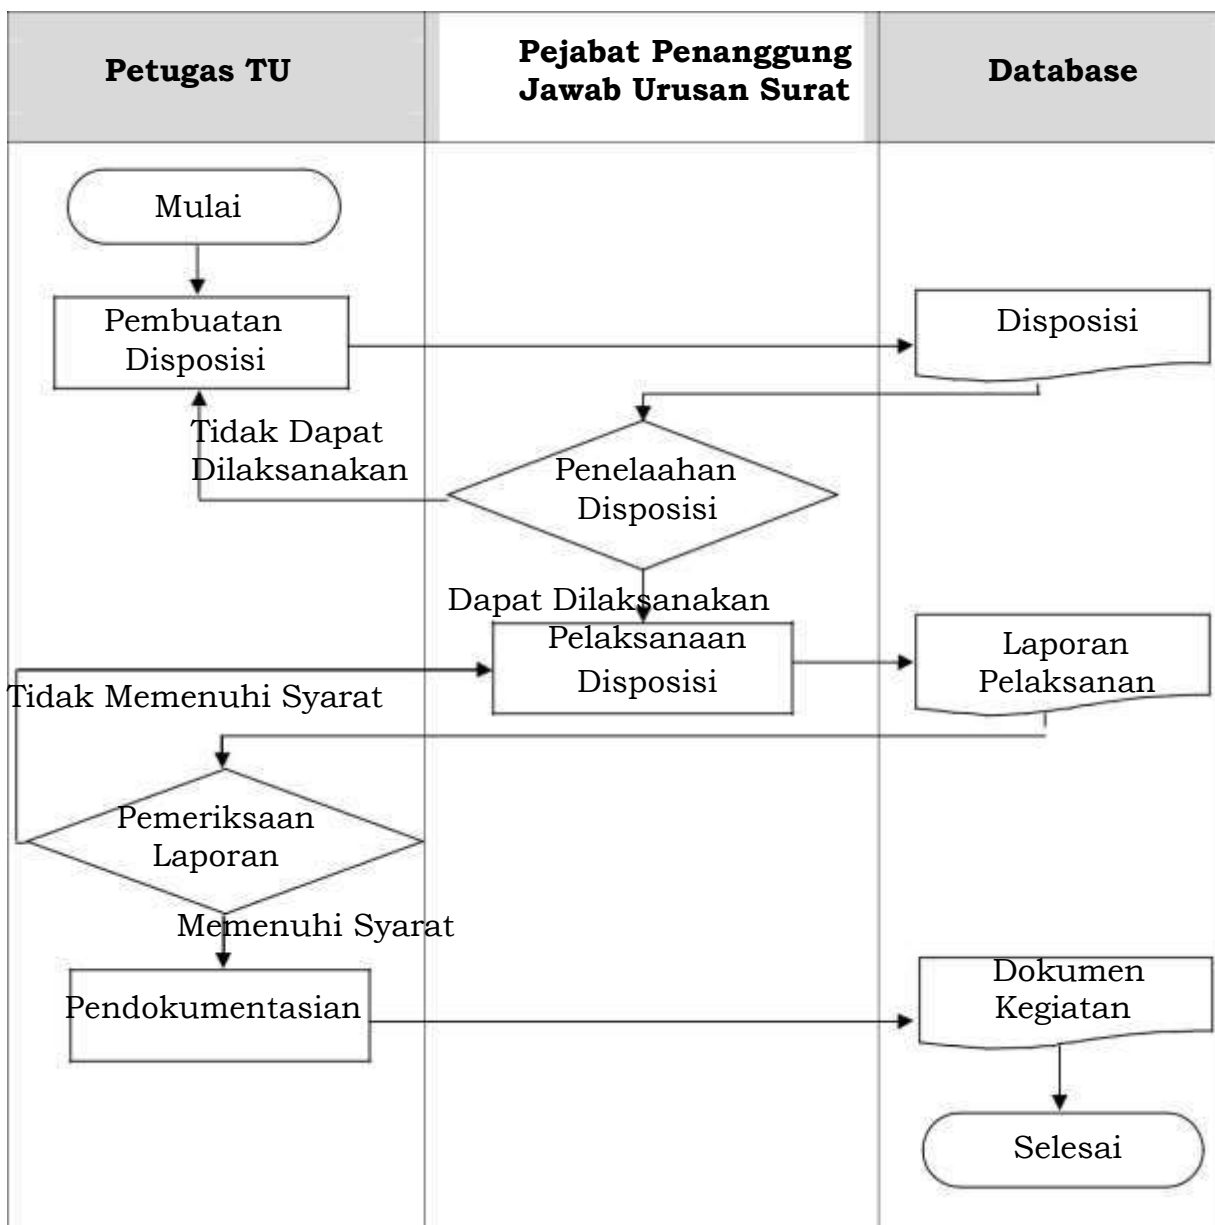 Petugas TU
Pejabat Penanggung
Jawab Urusan Surat
Database
Mulai
Pembuatan
Disposisi
Disposisi
Tidak Dapat
Dilaksanakan
Penelaahan
Disposisi
Dapat Dilaksanakan
Pelaksanaan
Disposisi
Laporan
Pelaksanan
Tidak Memenuhi Syarat
Pemeriksaan
Laporan
Memenuhi Syarat
Pendokumentasian
Dokumen
Kegiatan
Selesai